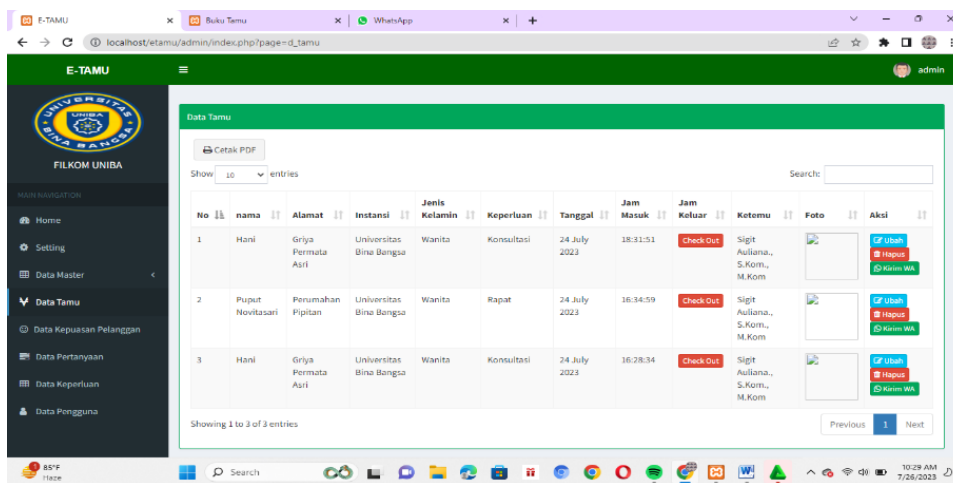 E-TAMU
Buku Tamu
WhatsApp
localhost/etamu/admin/index.php?page=d_tamu
E-TAMU
admin
UNIVERSITAS
UNIBA
BINA BANGSA
FILKOM UNIBA
MAIN NAVIGATION
Home
Setting
Data Master
Data Tamu
Data Kepuasan Pelanggan
Data Pertanyaan
Data Keperluan
Data Pengguna
Data Tamu
Cetak PDF
Show 10 entries
Search:
No nama Alamat Instansi Jenis Kelamin Keperluan Tanggal Jam Masuk Jam Keluar Ketemu Foto Aksi
1 Hani Griya Universitas Wanita Konsultasi 24 July 18:31:51 Check Out Sigit Ubah
Permata Bina Bangsa 2023 Auliana., Hapus
Asri S.Kom., Kirim WA
M.Kom
2 Puput Perumahan Universitas Wanita Rapat 24 July 16:34:59 Check Out Sigit Ubah
Novitasari Pipitan Bina Bangsa 2023 Auliana., Hapus
S.Kom., Kirim WA
M.Kom
3 Hani Griya Universitas Wanita Konsultasi 24 July 16:28:34 Check Out Sigit Ubah
Permata Bina Bangsa 2023 Auliana., Hapus
Asri S.Kom., Kirim WA
M.Kom
Showing 1 to 3 of 3 entries
Previous 1 Next
1
85°F
Haze
Search
10:29 AM
7/26/2023